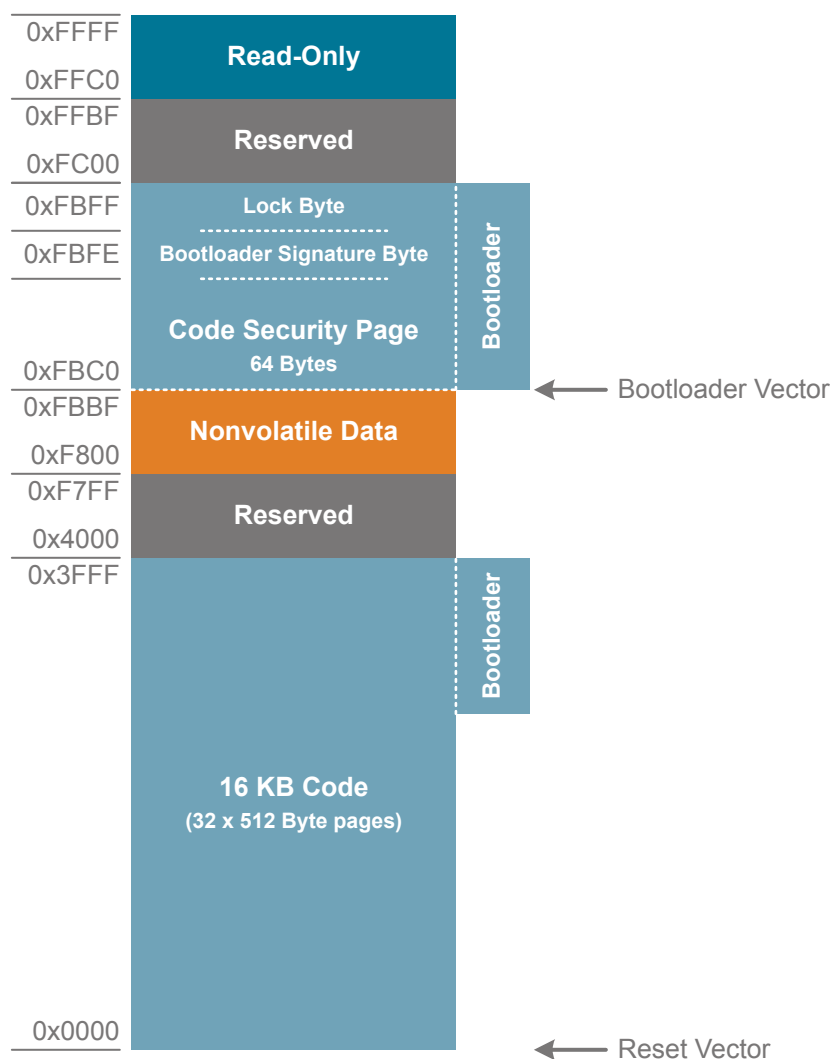 0xFFFF
Read-Only
0xFFC0
0xFFBF
Reserved
0xFC00
0xFBFF
Lock Byte
0xFBFE
Bootloader Signature Byte
Bootloader
Code Security Page
64 Bytes
0xFBC0
Bootloader Vector
0xFBBF
Nonvolatile Data
0xF800
0xF7FF
Reserved
0x4000
0x3FFF
Bootloader
16 KB Code
(32 x 512 Byte pages)
0x0000
Reset Vector